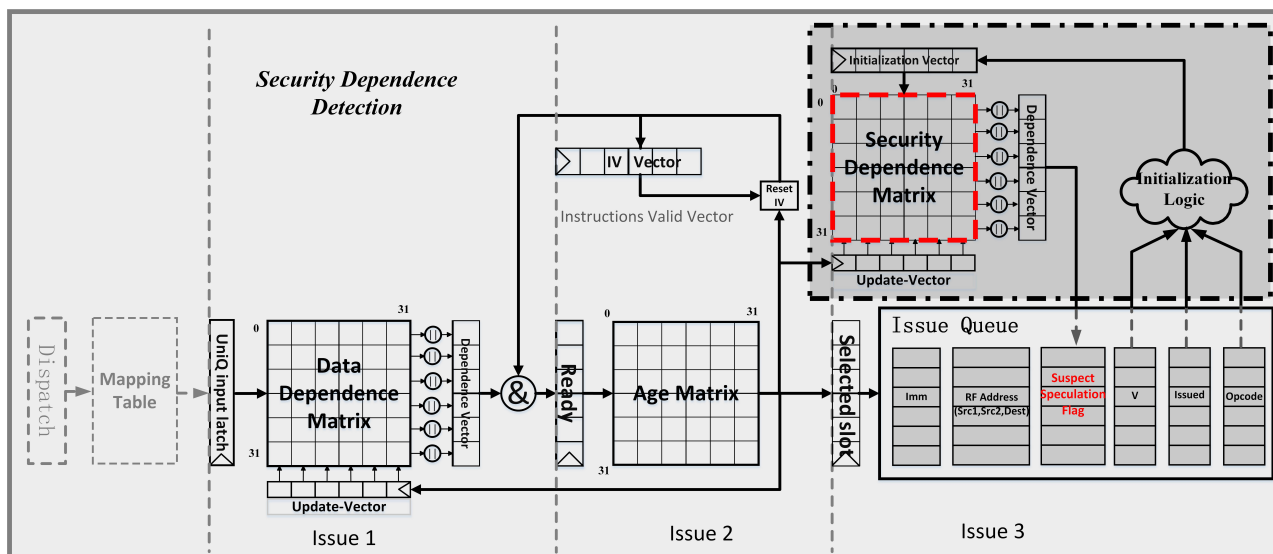 Security Dependence
Detection
Initialization Vector
0
31
0
31
Security
Dependence
Matrix
Dependence Vector
Update-Vector
Initialization
Logic
IV Vector
Reset
IV
Instructions Valid Vector
Dispatch
Mapping
Table
UniQ input latch
31
0
31
Data
Dependence
Matrix
Dependence Vector
Update-Vector
&
Ready
0
31
31
Age Matrix
Selected slot
Issue Queue
Imm
RF Address
(Src1,Src2,Dest)
Suspect
Speculation
Flag
V
Issued
Opcode
Issue 1
Issue 2
Issue 3